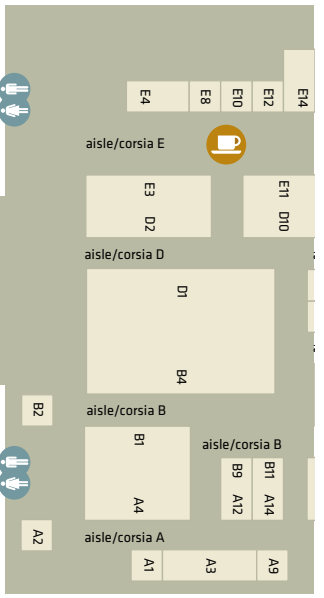 E4
E8
E10
E12
E14
aisle/corsia E
E3
E11
D2
D10
aisle/corsia D
D1
B4
B2
aisle/corsia B
B1
aisle/corsia B
B9
B11
A4
A12
A14
A2
aisle/corsia A
A1
A3
A9